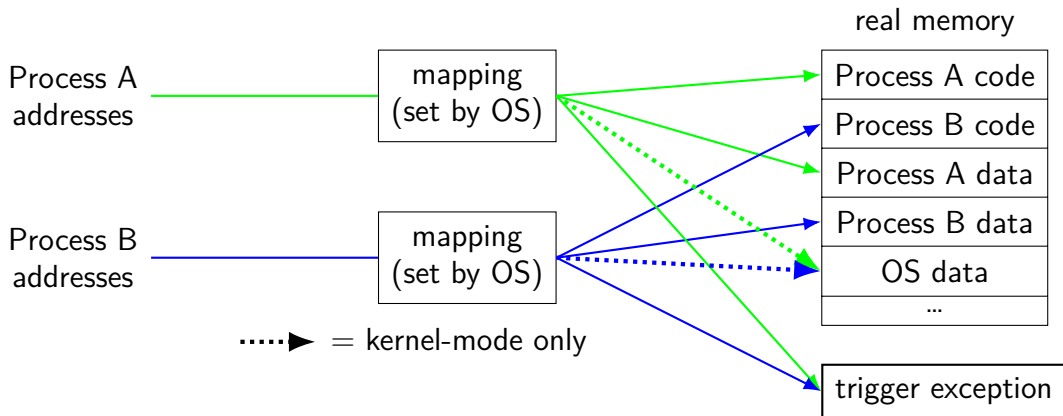 real memory
Process A
addresses
mapping
(set by OS)
Process A code
Process B code
Process A data
Process B
addresses
mapping
(set by OS)
Process B data
OS data
...
= kernel-mode only
trigger exception